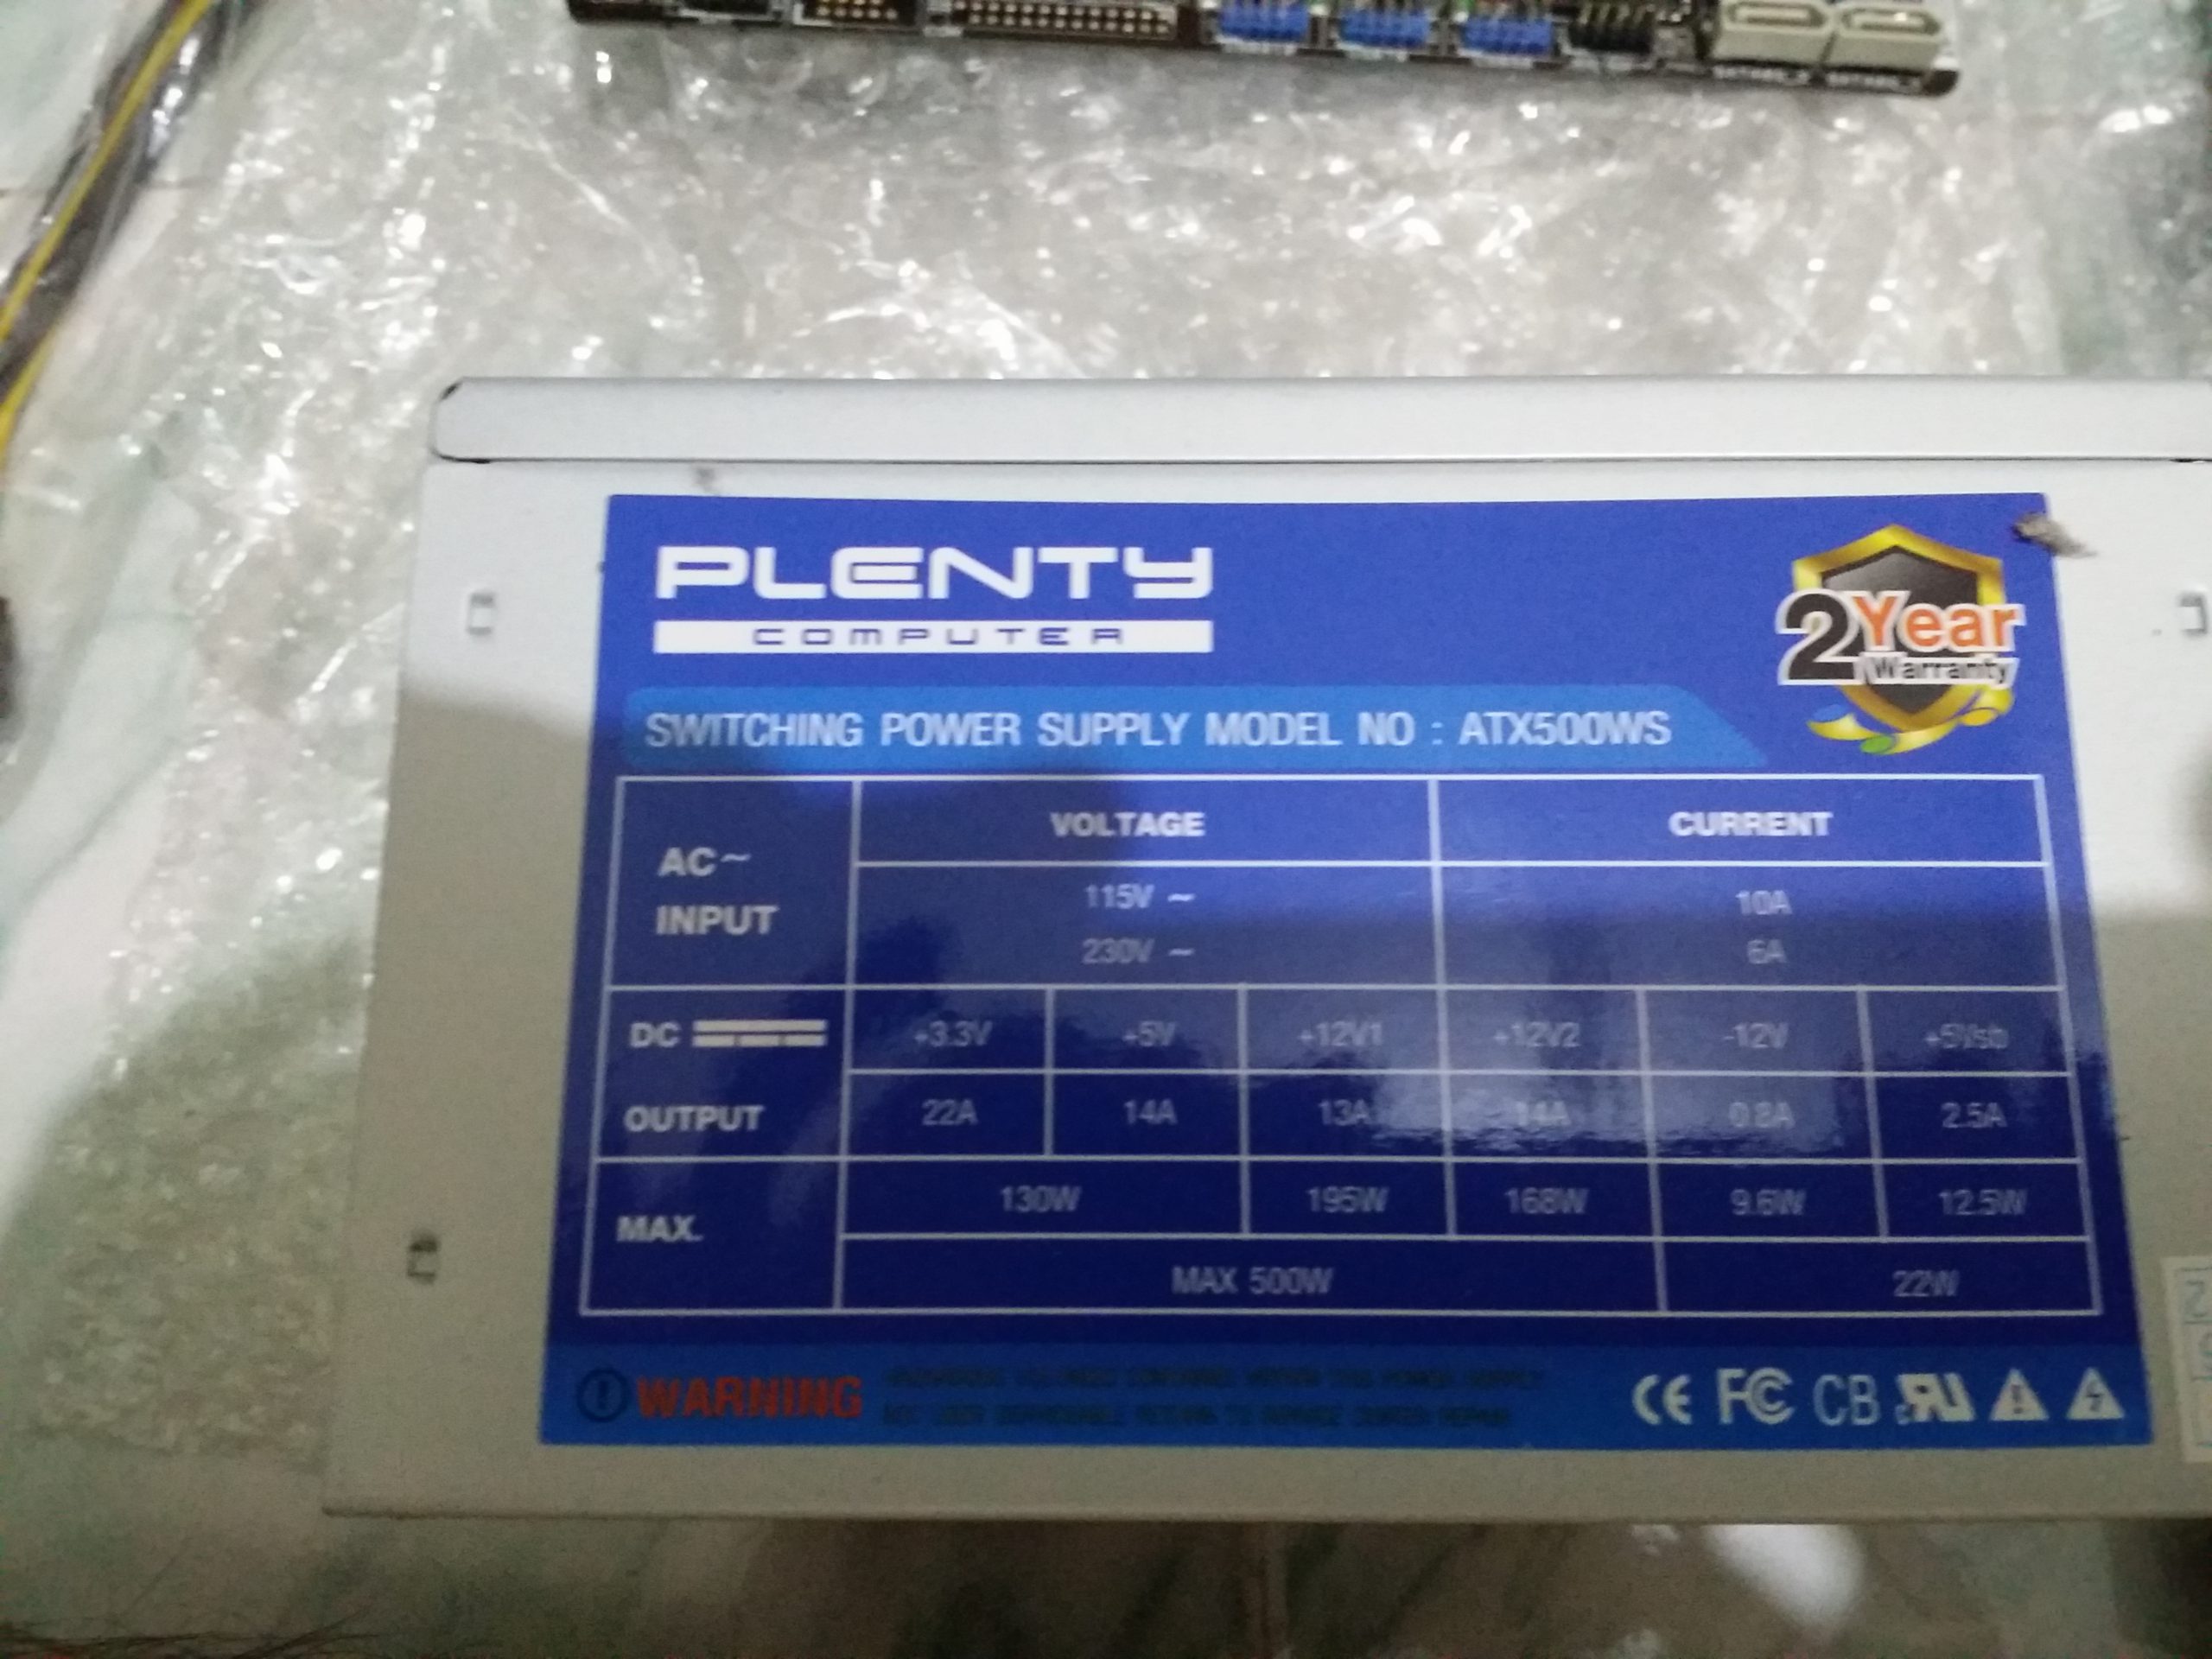 PLENTY
COMPUTER
2 Year
Warranty
SWITCHING POWER SUPPLY MODEL NO : ATX500WS
AC~ INPUT VOLTAGE CURRENT
115V ~ 10A
230V ~ 6A
DC +3.3V +5V +12V1 +12V2 -12V +5Vsb
OUTPUT 22A 14A 13A 14A 0.8A 2.5A
MAX. 130W 195W 168W 9.6W 12.5W
MAX 500W 22W
WARNING
CE FC CB RU